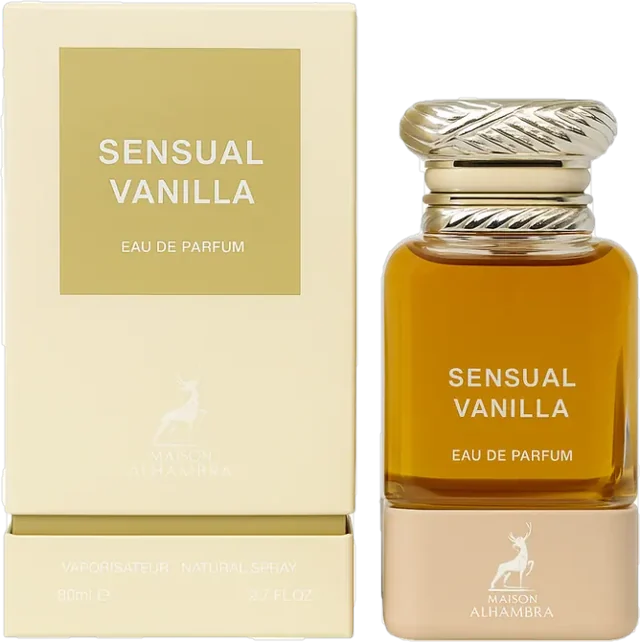 SENSUAL
VANILLA
EAU DE PARFUM
MAISON
ALHAMBRA
VAPORISATEUR · NATURAL SPRAY
80ml ℮ 2.7 FL.OZ
SENSUAL
VANILLA
EAU DE PARFUM
MAISON
ALHAMBRA